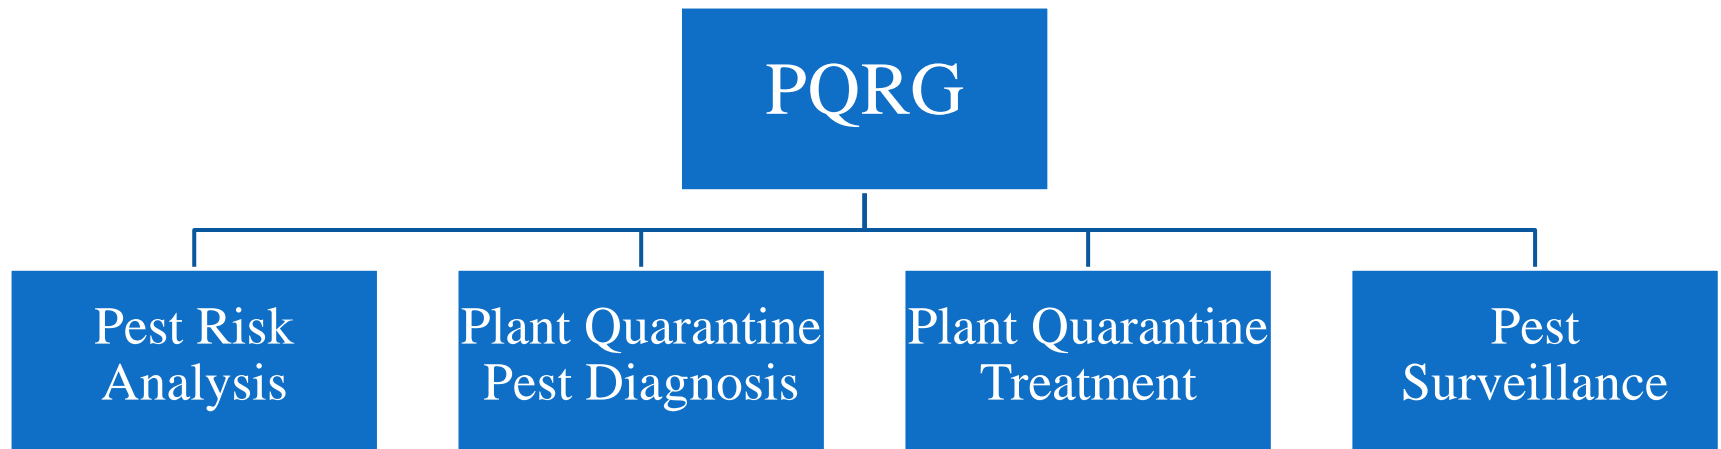 PQRG
Pest Risk
Analysis
Plant Quarantine
Pest Diagnosis
Plant Quarantine
Treatment
Pest
Surveillance